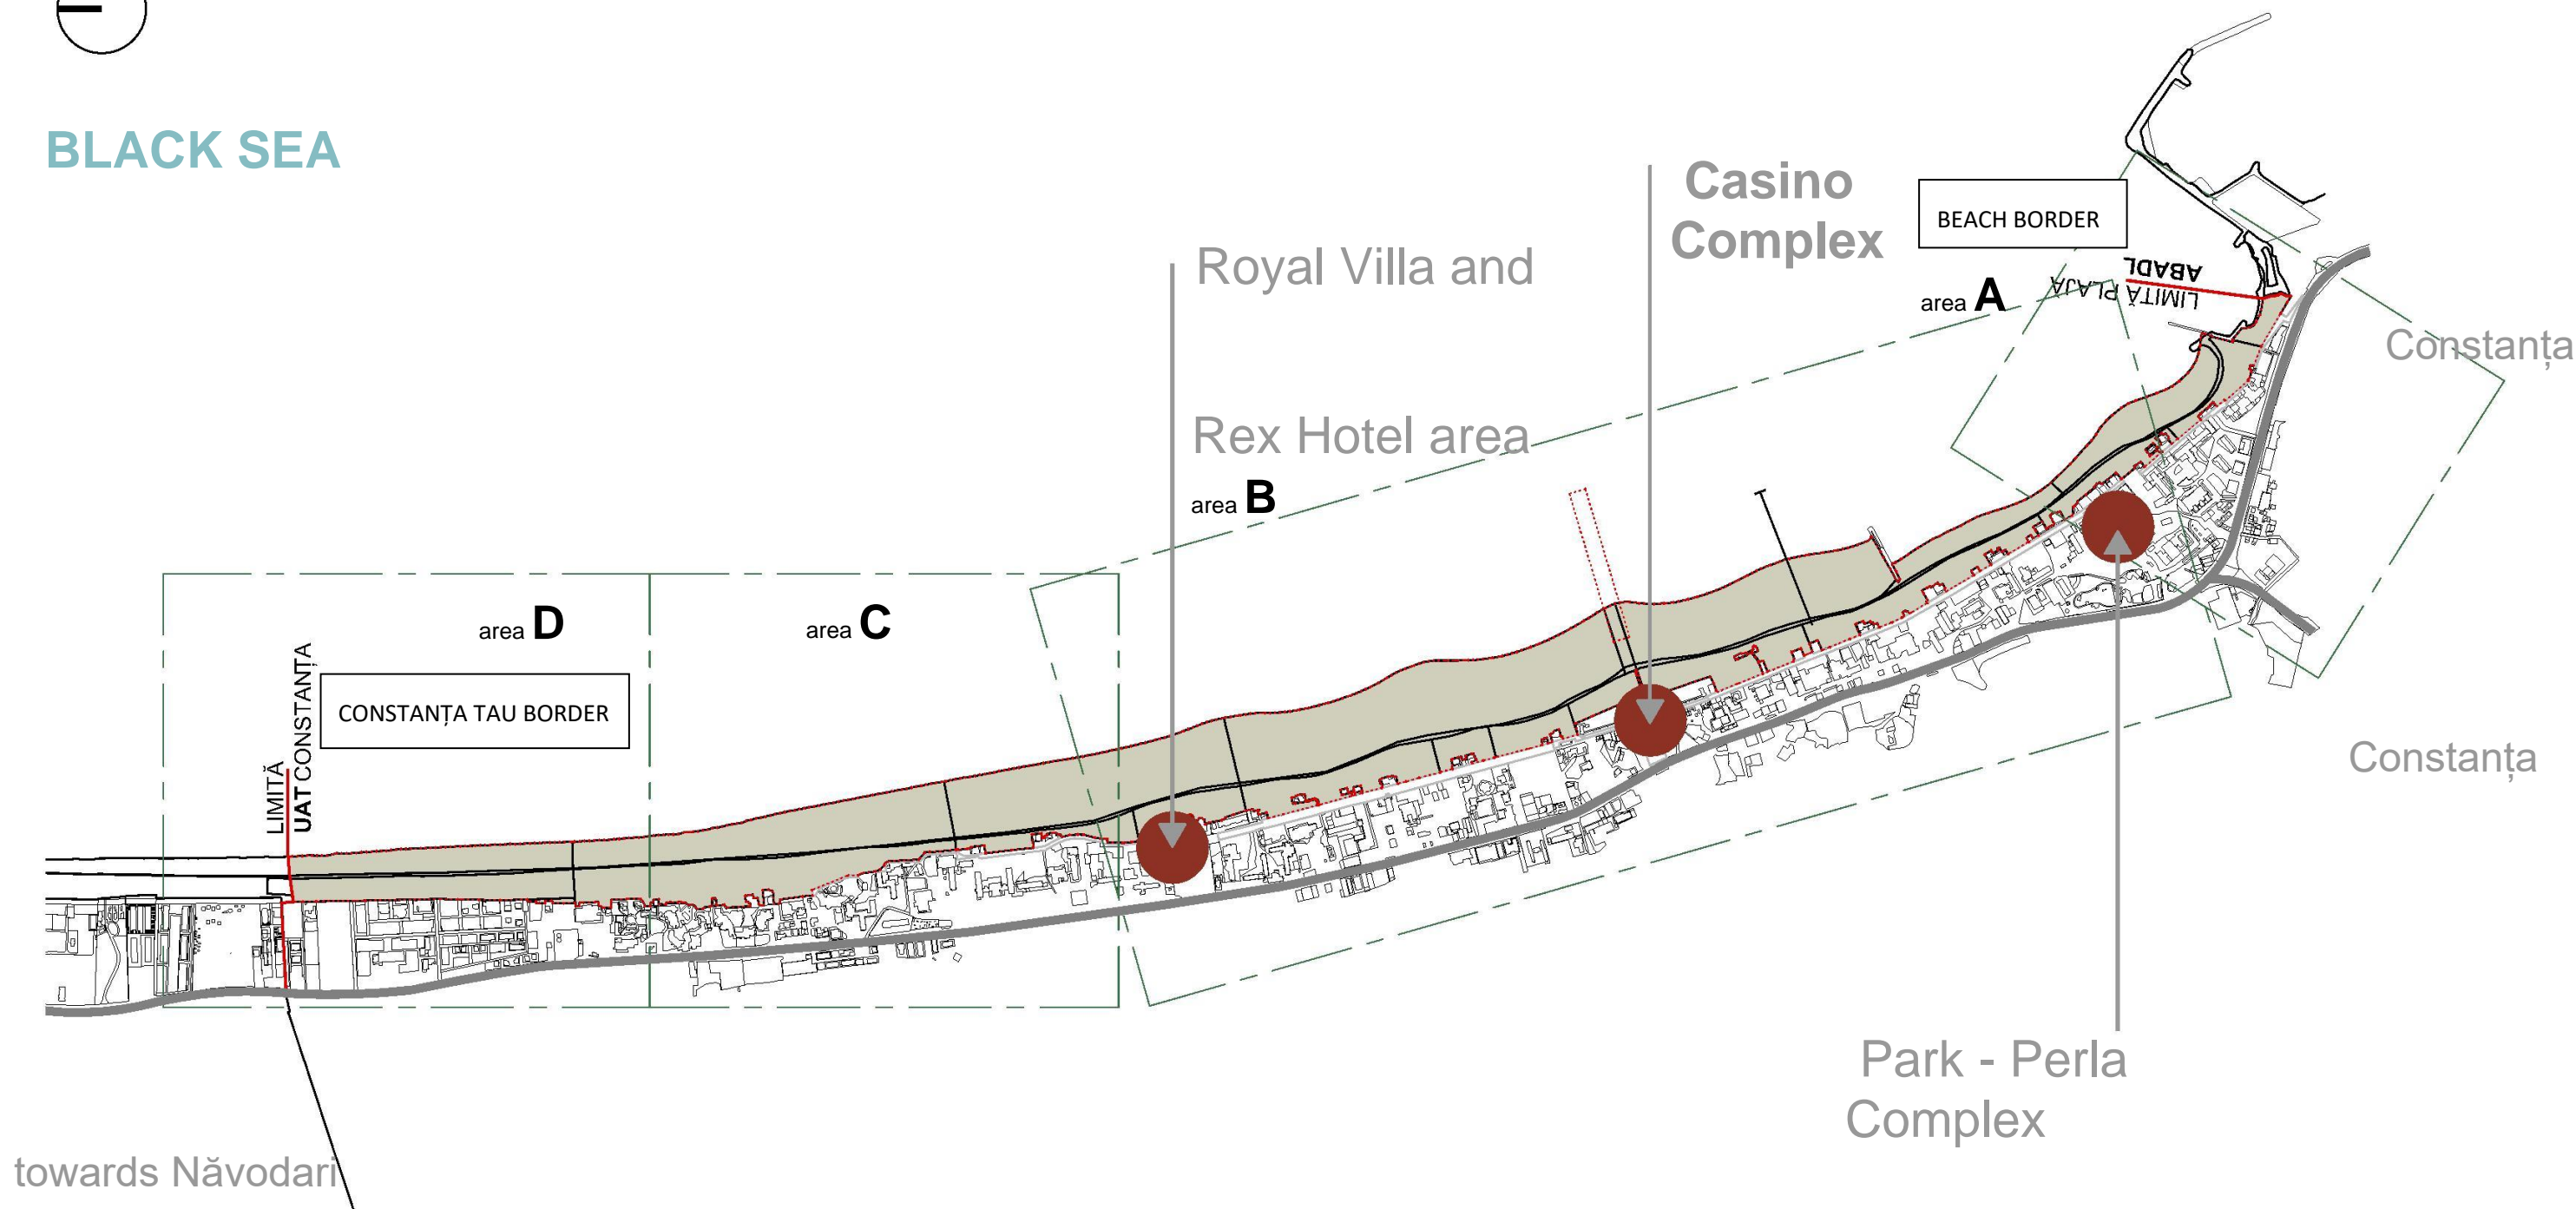 BLACK SEA
Casino
Complex
BEACH BORDER
Royal Villa and
LIMITĂ PLAJĂ
ABADL
area A
Constanța
Rex Hotel area
area B
area D
area C
CONSTANȚA TAU BORDER
LIMITĂ
UAT CONSTANȚA
Constanța
Park - Perla
Complex
towards Năvodari